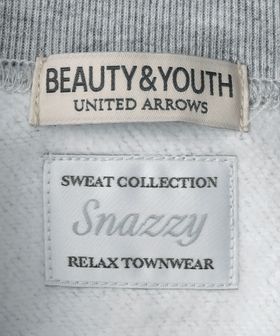 BEAUTY&YOUTH
UNITED ARROWS
SWEAT COLLECTION
Snazzy
RELAX TOWNWEAR